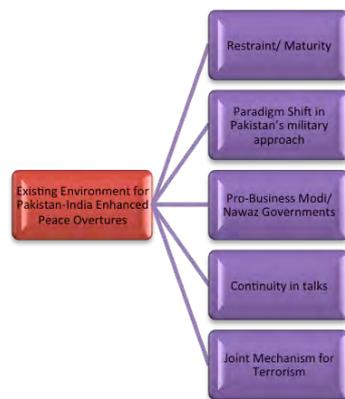 Existing Environment for
Pakistan-India Enhanced
Peace Overtures
Restraint/ Maturity
Paradigm Shift in
Pakistan's military
approach
Pro-Business Modi/
Nawaz Governments
Continuity in talks
Joint Mechanism for
Terrorism